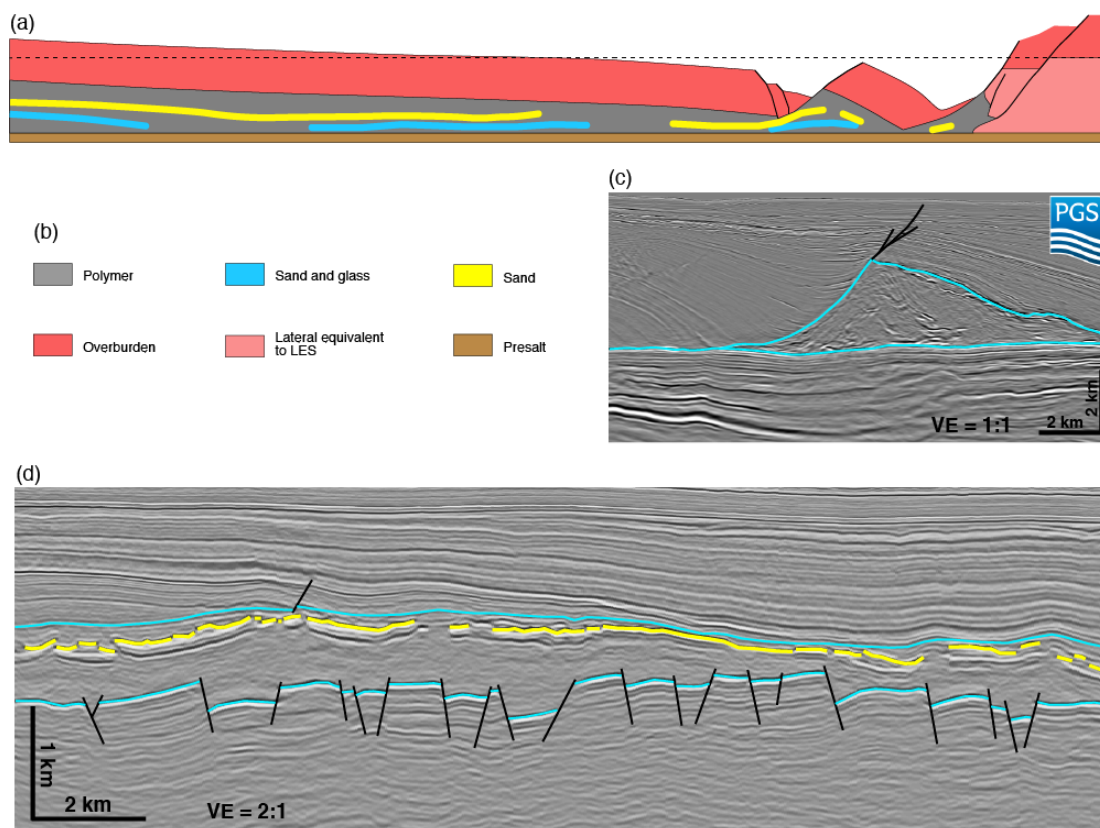 (a)
(b)
Polymer
Sand and glass
Sand
Overburden
Lateral equivalent
to LES
Presalt
(c)
PGS
VE = 1:1
2 km
2 km
(d)
1 km
2 km
VE = 2:1